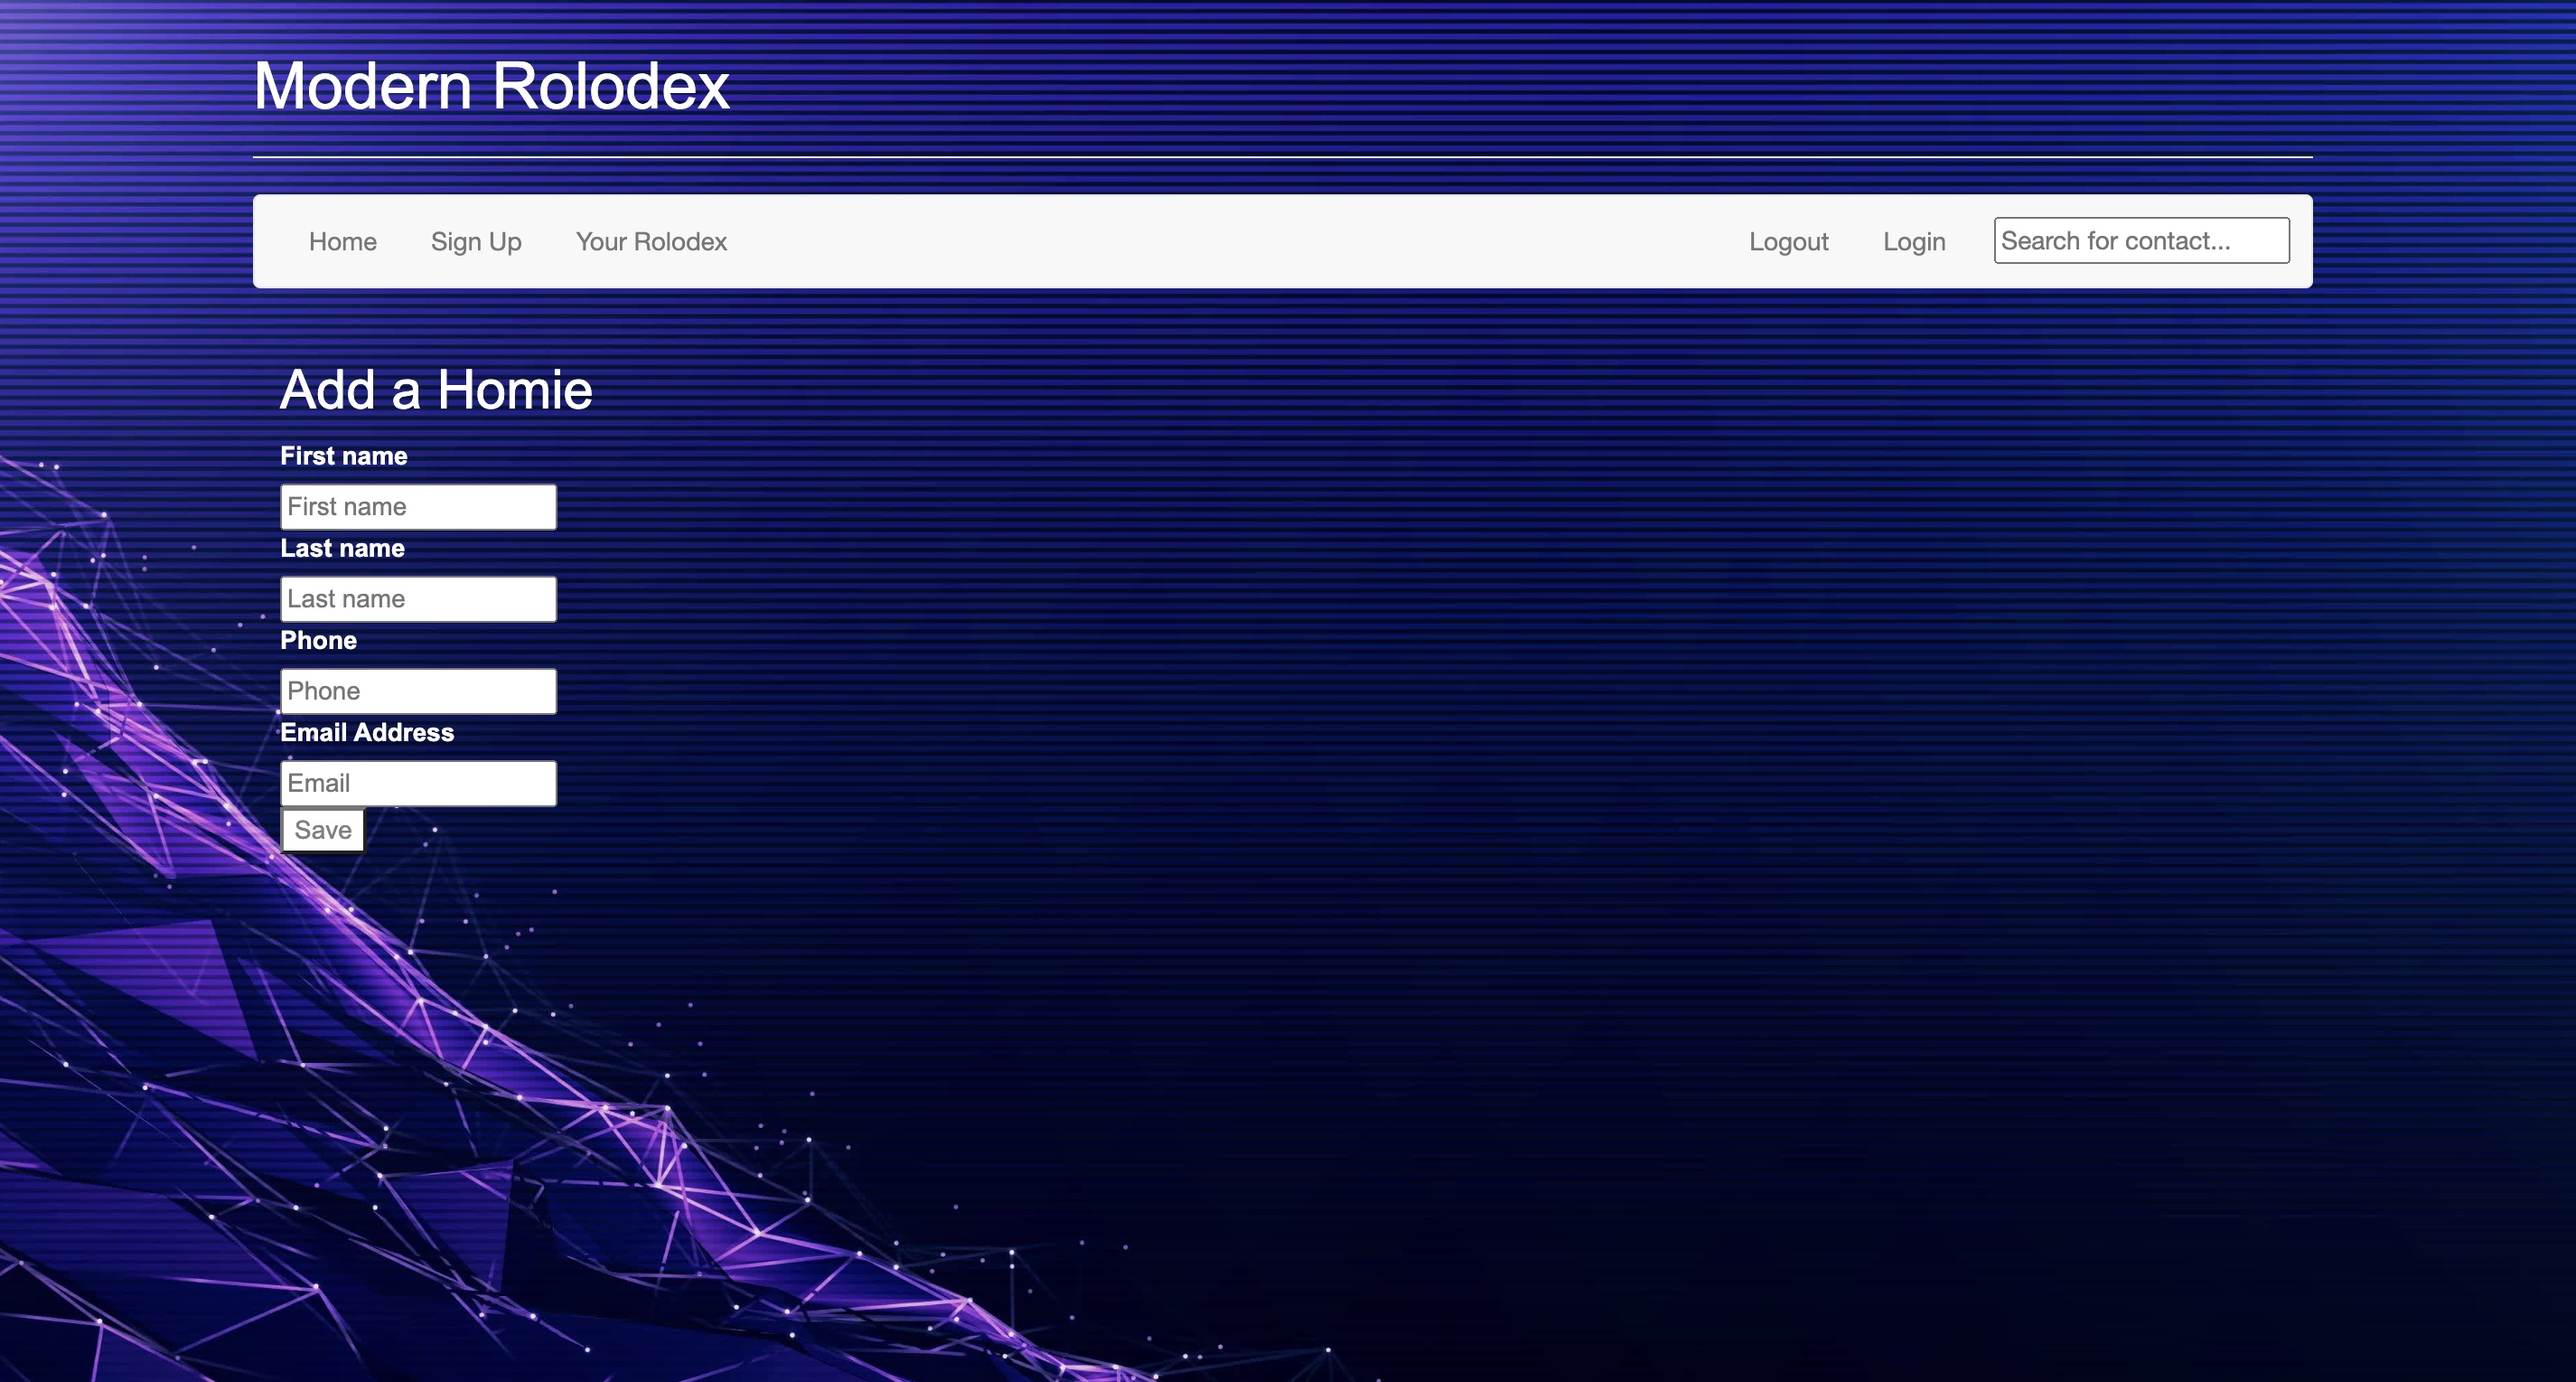 Modern Rolodex
Home Sign Up Your Rolodex Logout Login Search for contact...
Add a Homie
First name
First name
Last name
Last name
Phone
Phone
Email Address
Email
Save